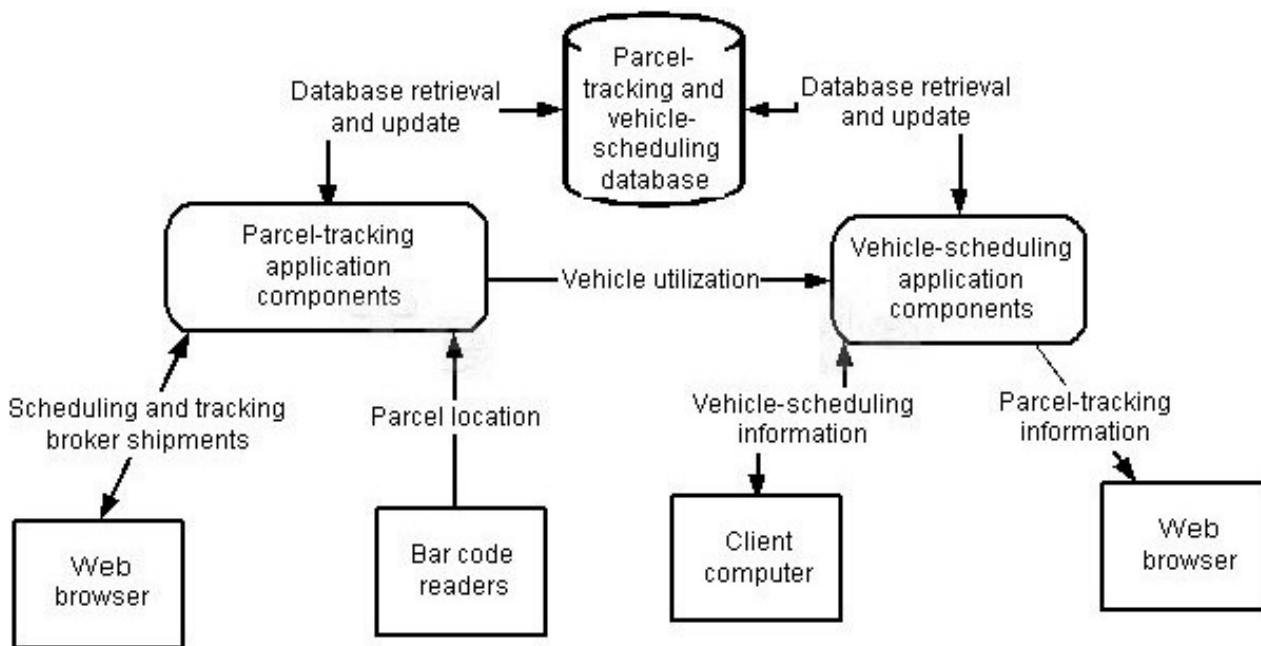 Parcel-
tracking and
vehicle-
scheduling
database
Database retrieval
and update
Database retrieval
and update
Parcel-tracking
application
components
Vehicle utilization
Vehicle-scheduling
application
components
Scheduling and tracking
broker shipments
Parcel location
Vehicle-scheduling
information
Parcel-tracking
information
Web
browser
Bar code
readers
Client
computer
Web
browser